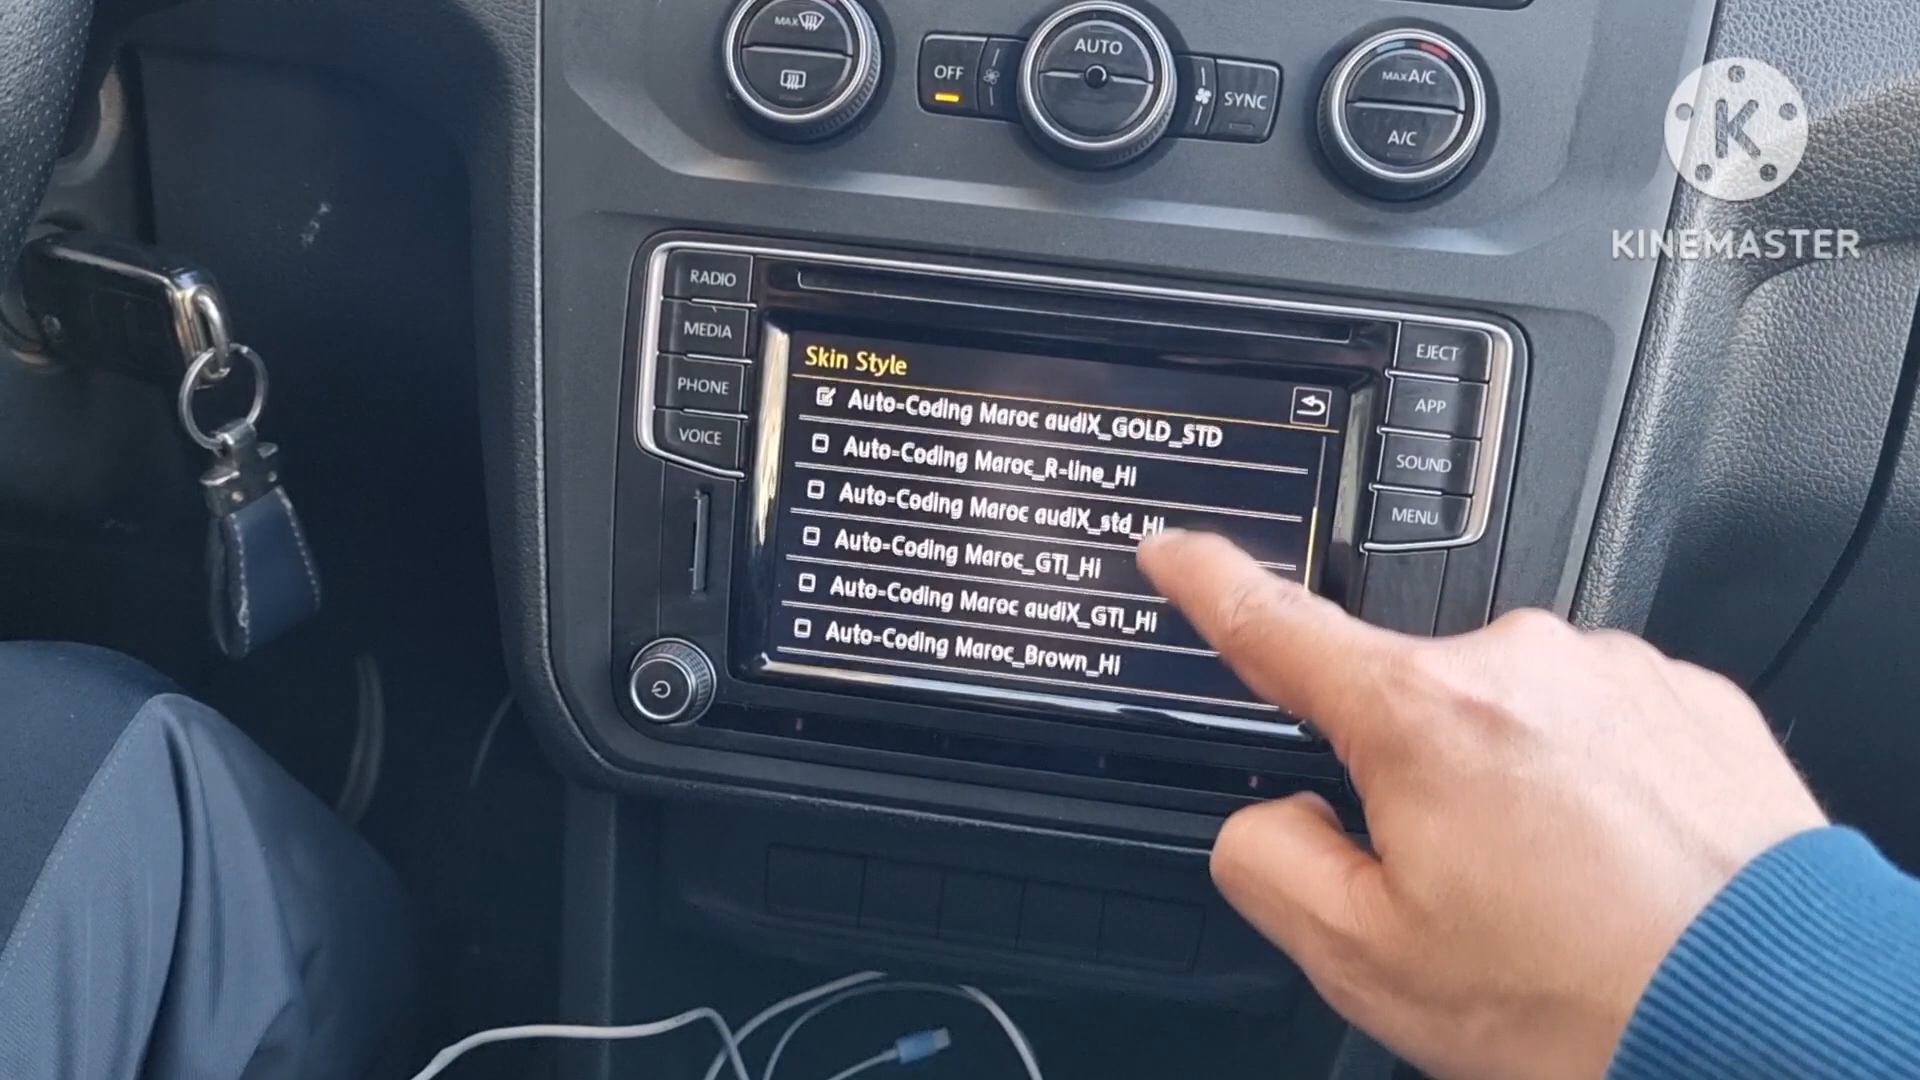 MAX
OFF
AUTO
SYNC
MAX A/C
A/C
K
KINEMASTER
RADIO
MEDIA
PHONE
VOICE
EJECT
APP
SOUND
MENU
Skin Style
Auto-Coding Maroc audiX_GOLD_STD
Auto-Coding Maroc_R-line_Hi
Auto-Coding Maroc audiX_std_Hi
Auto-Coding Maroc_GTI_Hi
Auto-Coding Maroc audiX_GTI_Hi
Auto-Coding Maroc_Brown_Hi